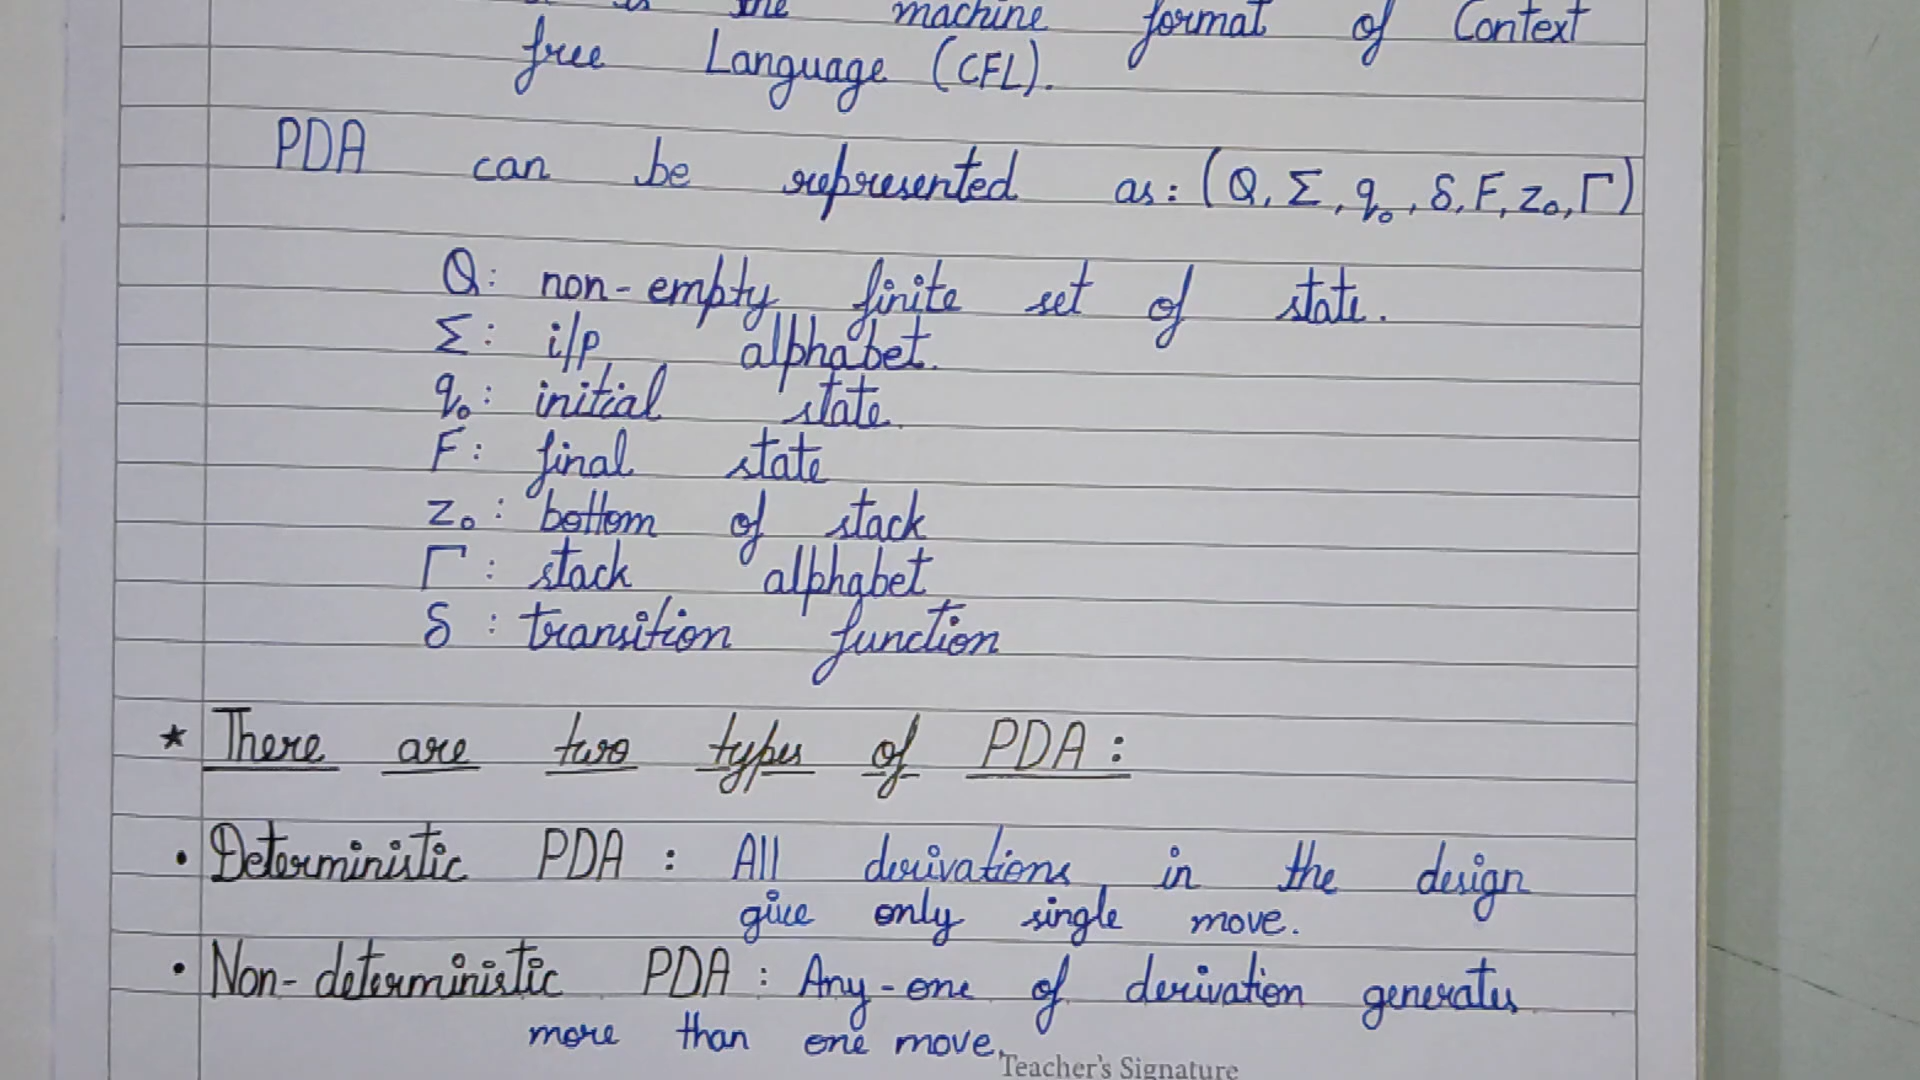 the machine format of Context
free Language (CFL).
PDA can be represented as: (Q, Σ, q₀, δ, F, z₀, Γ)
Q: non-empty finite set of state.
Σ: i/p alphabet.
q₀: initial state.
F: final state
z₀: bottom of stack
Γ: stack alphabet
δ: transition function
★ There are two types of PDA:
• Deterministic PDA: All derivations in the design
give only single move.
• Non-deterministic PDA: Any-one of derivation generates
more than one move.
Teacher's Signature